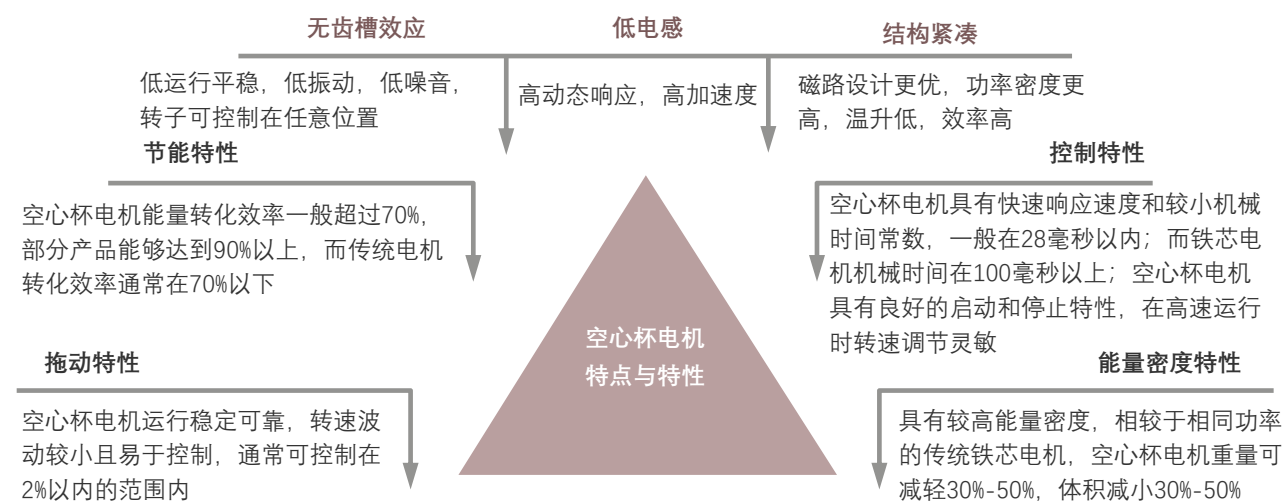 无齿槽效应
低电感
结构紧凑
低运行平稳，低振动，低噪音，
转子可控制在任意位置
高动态响应，高加速度
磁路设计更优，功率密度更
高，温升低，效率高
节能特性
空心杯电机能量转化效率一般超过70%，
部分产品能够达到90%以上，而传统电机
转化效率通常在70%以下
控制特性
空心杯电机具有快速响应速度和较小机械
时间常数，一般在28毫秒以内；而铁芯电
机机械时间在100毫秒以上；空心杯电机
具有良好的启动和停止特性，在高速运行
时转速调节灵敏
空心杯电机
特点与特性
拖动特性
空心杯电机运行稳定可靠，转速波
动较小且易于控制，通常可控制在
2%以内的范围内
能量密度特性
具有较高能量密度，相较于相同功率
的传统铁芯电机，空心杯电机重量可
减轻30%-50%，体积减小30%-50%